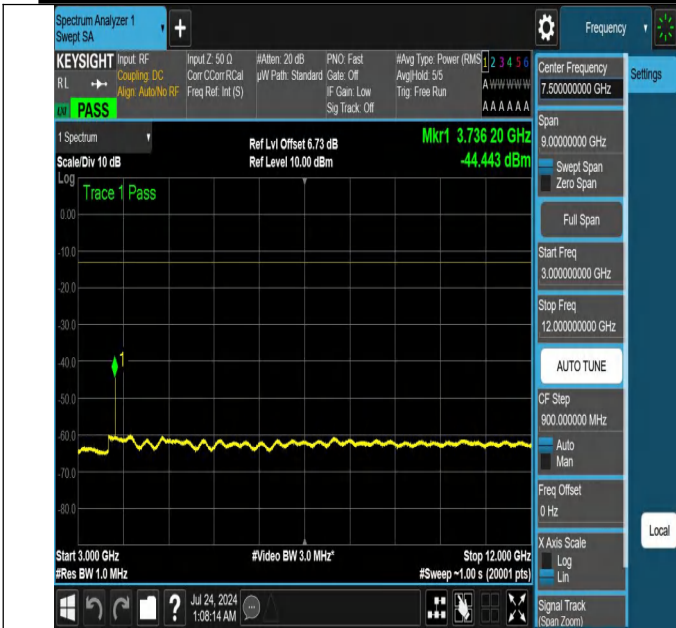 Spectrum Analyzer 1
Swept SA
+
Frequency
KEYSIGHT
RL
PASS
Input: RF
Coupling: DC
Align: Auto/No RF
Input Z: 50 Ω
Corr CCorr RCal
Freq Ref: Int (S)
#Atten: 20 dB
µW Path: Standard
PNO: Fast
Gate: Off
IF Gain: Low
Sig Track: Off
#Avg Type: Power (RMS
Avg|Hold: 5/5
Trig: Free Run
1 2 3 4 5 6
A W W W W W
A A A A A A
1 Spectrum
Scale/Div 10 dB
Log
Ref Lvl Offset 6.73 dB
Ref Level 10.00 dBm
Mkr1 3.736 20 GHz
-44.443 dBm
Trace 1 Pass
0.00
-10.0
-20.0
-30.0
-40.0
-50.0
-60.0
-70.0
-80.0
1
Start 3.000 GHz
#Res BW 1.0 MHz
#Video BW 3.0 MHz*
Stop 12.000 GHz
#Sweep ~1.00 s (20001 pts)
?
Jul 24, 2024
1:08:14 AM
Center Frequency
7.500000000 GHz
Settings
Span
9.00000000 GHz
Swept Span
Zero Span
Full Span
Start Freq
3.000000000 GHz
Stop Freq
12.000000000 GHz
AUTO TUNE
CF Step
900.000000 MHz
Auto
Man
Freq Offset
0 Hz
X Axis Scale
Log
Lin
Local
Signal Track
(Span Zoom)